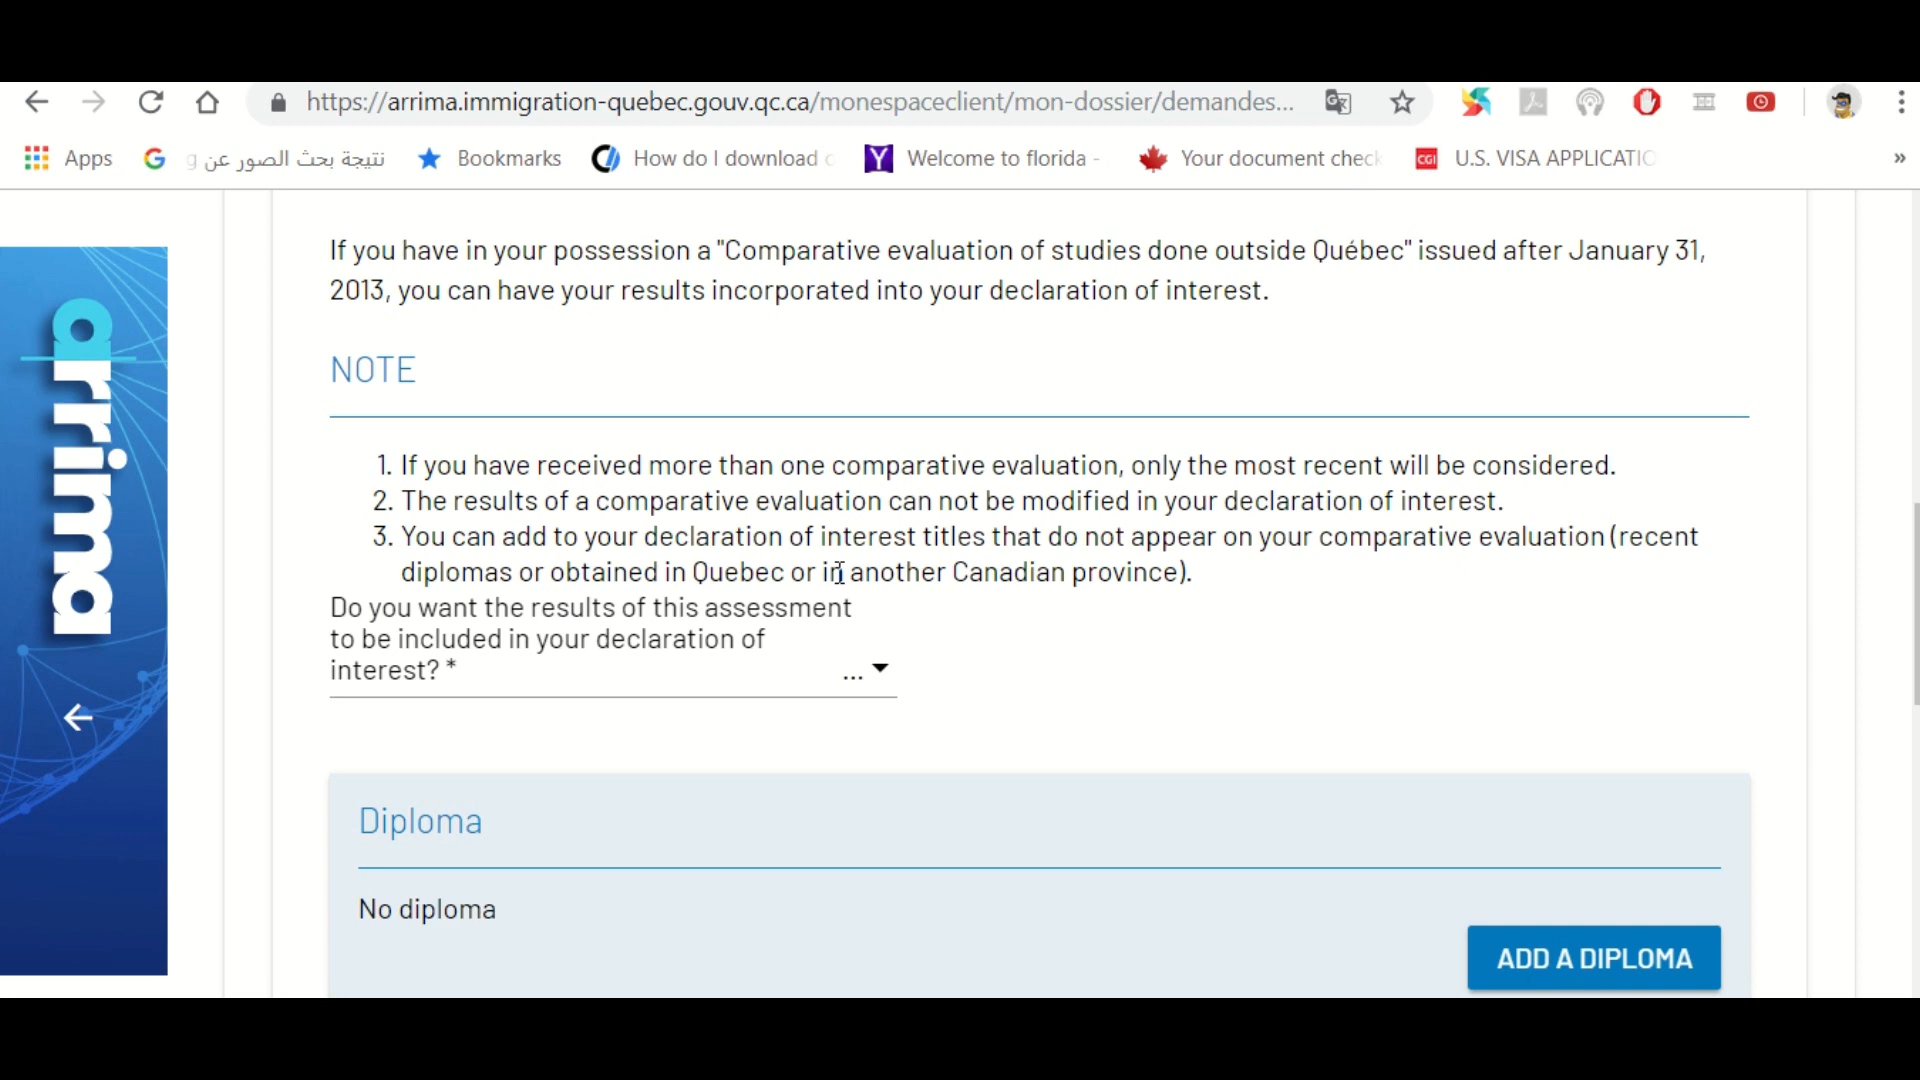 https://arrima.immigration-quebec.gouv.qc.ca/monespaceclient/mon-dossier/demandes...
Apps
نتيجة بحث الصور عن g
Bookmarks
How do I download
Welcome to florida -
Your document check
CGI
U.S. VISA APPLICATIO
»
If you have in your possession a "Comparative evaluation of studies done outside Québec" issued after January 31,
2013, you can have your results incorporated into your declaration of interest.
arrima
NOTE
1. If you have received more than one comparative evaluation, only the most recent will be considered.
2. The results of a comparative evaluation can not be modified in your declaration of interest.
3. You can add to your declaration of interest titles that do not appear on your comparative evaluation (recent
diplomas or obtained in Quebec or in another Canadian province).
Do you want the results of this assessment
to be included in your declaration of
interest? *
...
Diploma
No diploma
ADD A DIPLOMA